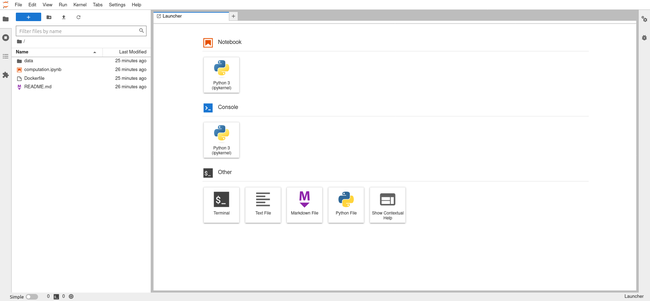 File Edit View Run Kernel Tabs Settings Help
Launcher
Filter files by name
/
Name Last Modified
data 25 minutes ago
computation.ipynb 26 minutes ago
Dockerfile 25 minutes ago
README.md 26 minutes ago
Notebook
Python 3
(ipykernel)
Console
Python 3
(ipykernel)
Other
$_
Terminal
Text File
M
Markdown File
Python File
Show Contextual
Help
Simple 0 0 Launcher